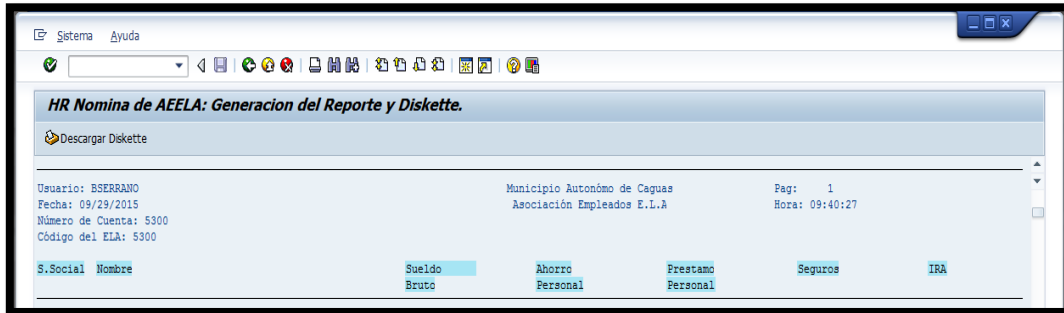 Sistema Ayuda
HR Nomina de AEELA: Generacion del Reporte y Diskette.
Descargar Diskette
Usuario: BSERRANO Municipio Autonómo de Caguas Pag: 1
Fecha: 09/29/2015 Asociación Empleados E.L.A Hora: 09:40:27
Número de Cuenta: 5300
Código del ELA: 5300
S.Social Nombre Sueldo Ahorro Prestamo Seguros IRA
Bruto Personal Personal